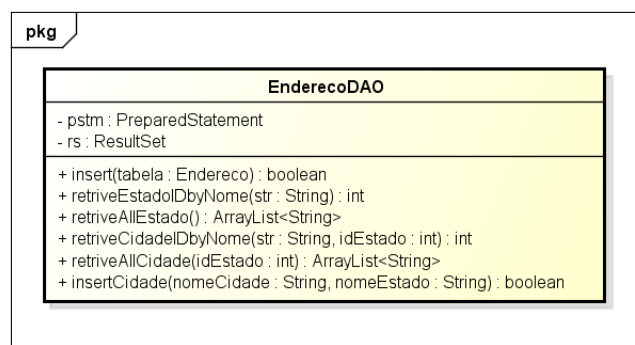 pkg
EnderecoDAO
- pstm : PreparedStatement
- rs : ResultSet
+ insert(tabela : Endereco) : boolean
+ retriveEstadoIDbyNome(str : String) : int
+ retriveAllEstado() : ArrayList<String>
+ retriveCidadeIDbyNome(str : String, idEstado : int) : int
+ retriveAllCidade(idEstado : int) : ArrayList<String>
+ insertCidade(nomeCidade : String, nomeEstado : String) : boolean